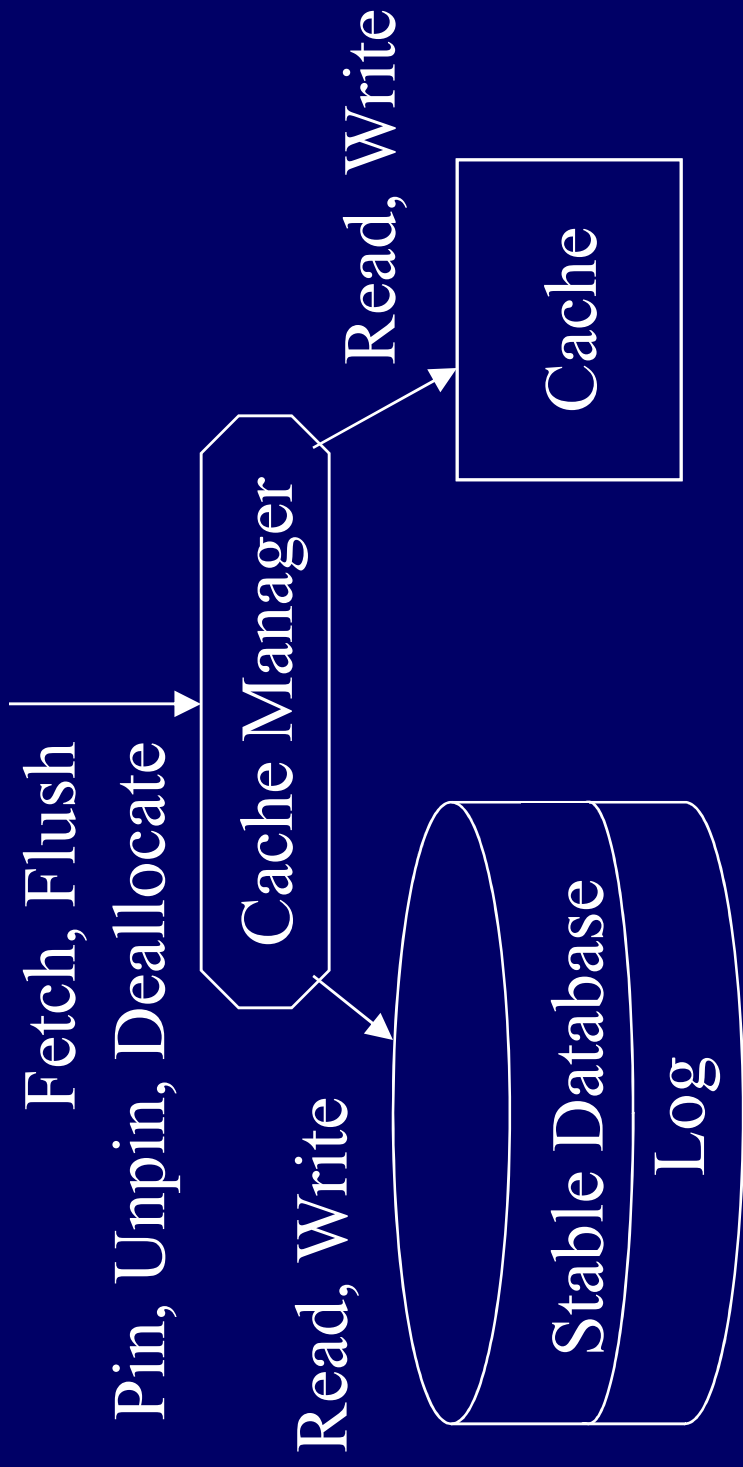 Fetch, Flush
Pin, Unpin, Deallocate
Cache Manager
Read, Write
Read, Write
Stable Database
Log
Cache